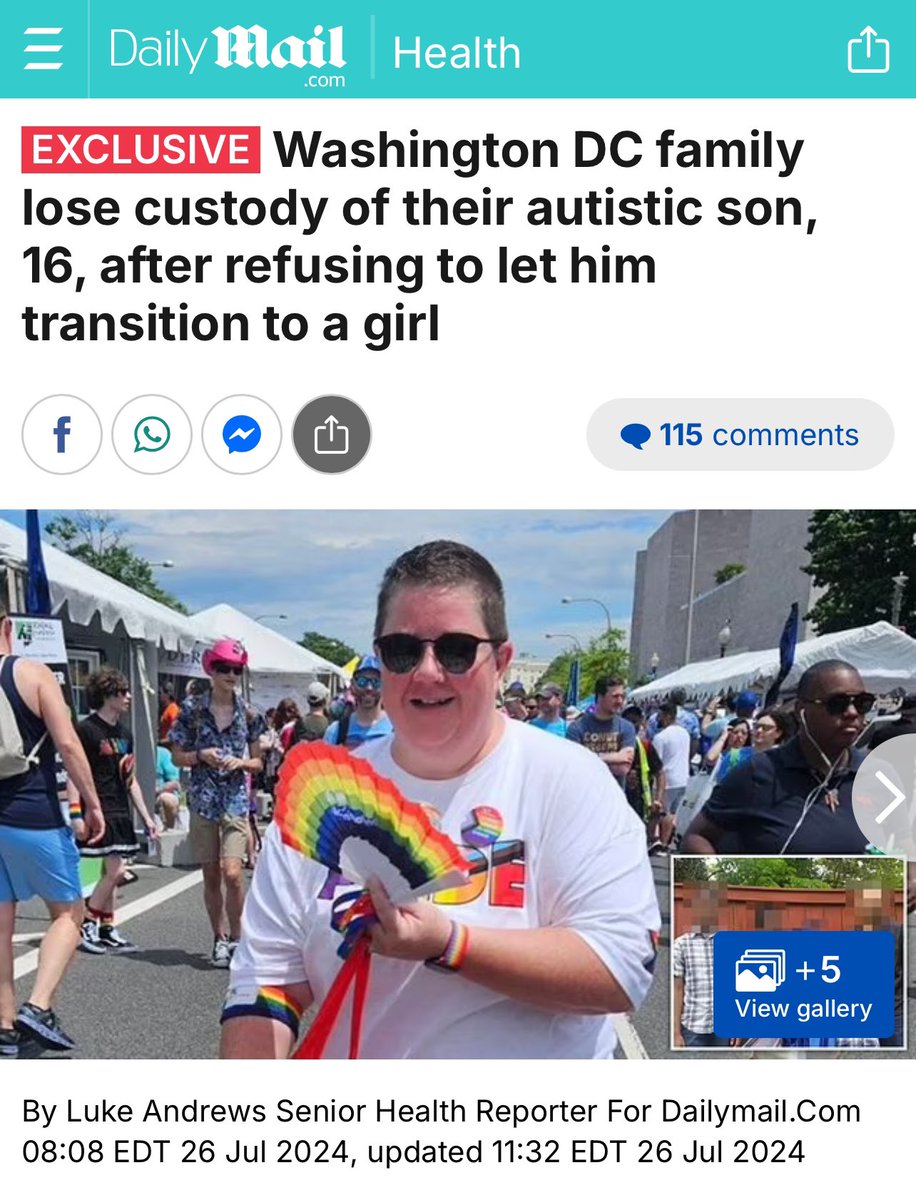 Daily Mail
.com
Health
EXCLUSIVE Washington DC family
lose custody of their autistic son,
16, after refusing to let him
transition to a girl
115 comments
+5
View gallery
By Luke Andrews Senior Health Reporter For Dailymail.Com
08:08 EDT 26 Jul 2024, updated 11:32 EDT 26 Jul 2024